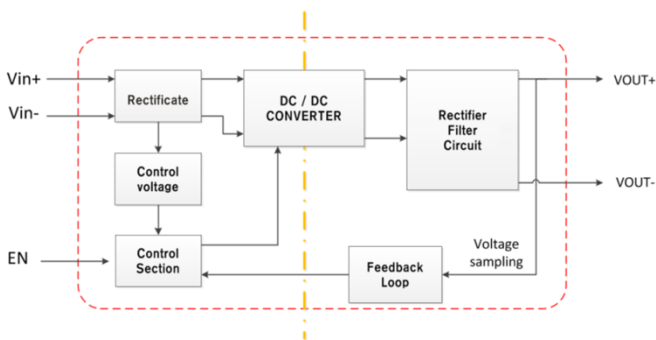 Vin+
Vin-
EN
Rectificate
Control
voltage
Control
Section
DC / DC
CONVERTER
Rectifier
Filter
Circuit
Feedback
Loop
Voltage
sampling
VOUT+
VOUT-